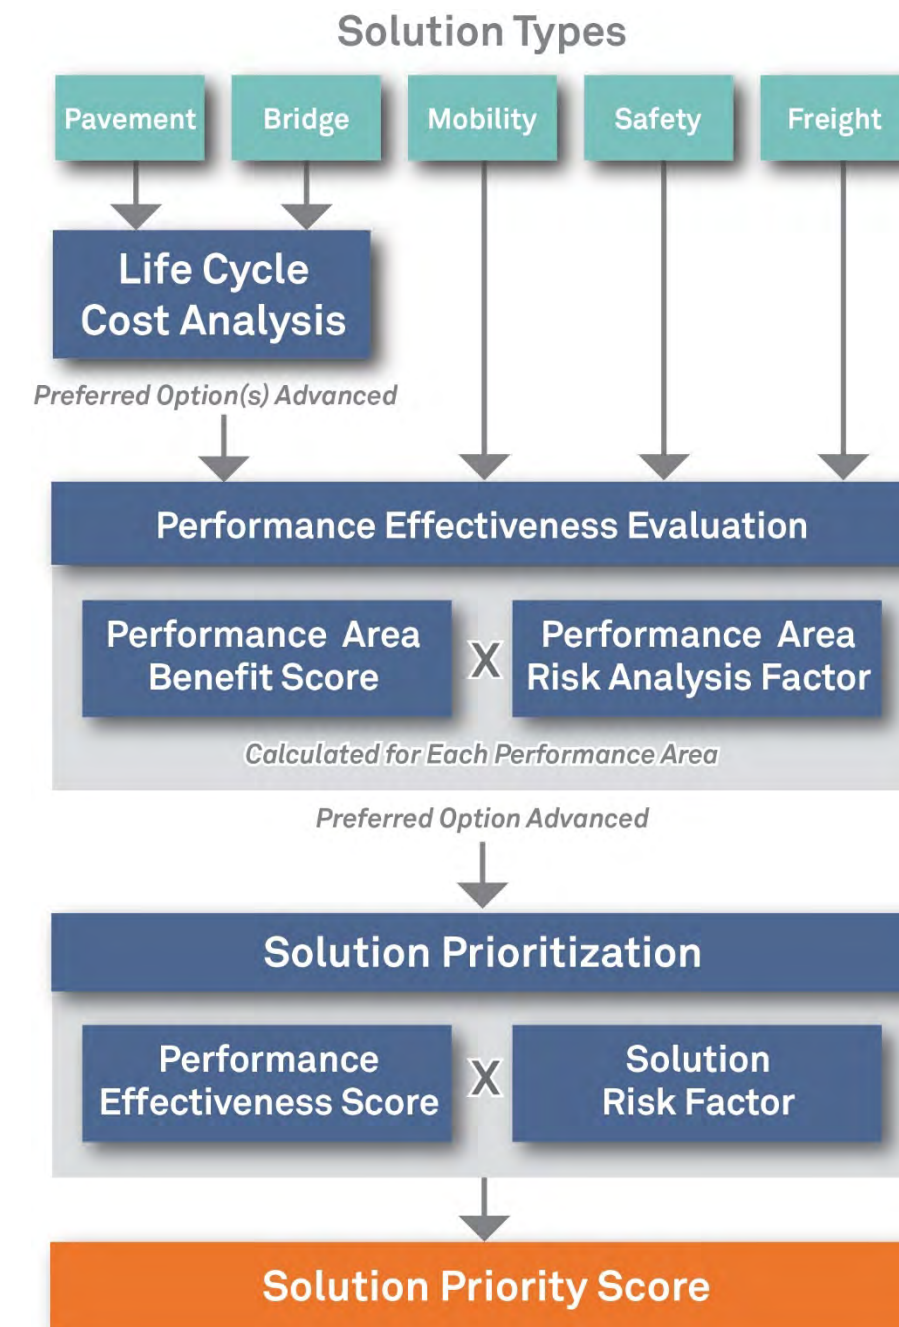 Solution Types
Pavement
Bridge
Mobility
Safety
Freight
Life Cycle
Cost Analysis
Preferred Option(s) Advanced
Performance Effectiveness Evaluation
Performance Area
Benefit Score
X
Performance Area
Risk Analysis Factor
Calculated for Each Performance Area
Preferred Option Advanced
Solution Prioritization
Performance
Effectiveness Score
X
Solution
Risk Factor
Solution Priority Score